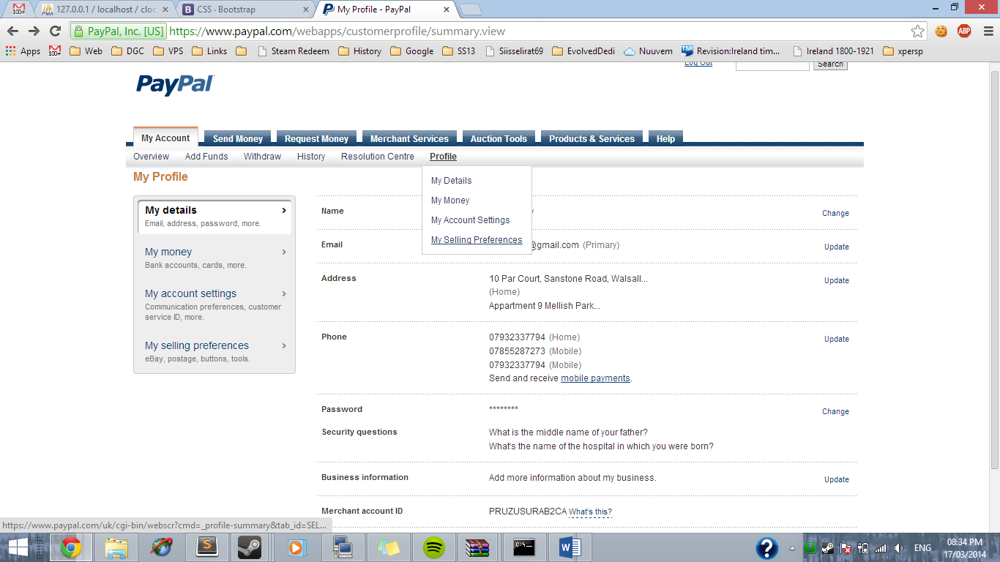 127.0.0.1 / localhost / cloc
CSS · Bootstrap
My Profile - PayPal
PayPal, Inc. [US]
https://www.paypal.com/webapps/customerprofile/summary.view
Apps
Web
DGC
VPS
Links
Steam Redeem
History
Google
SS13
Siisselirat69
EvolvedDedi
Nuuvem
Revision:Ireland tim...
Ireland 1800-1921
xpersp
Log Out
Search
PayPal
My Account
Send Money
Request Money
Merchant Services
Auction Tools
Products & Services
Help
Overview
Add Funds
Withdraw
History
Resolution Centre
Profile
My Details
My Money
My Account Settings
My Selling Preferences
My Profile
My details
Email, address, password, more.
My money
Bank accounts, cards, more.
My account settings
Communication preferences, customer
service ID, more.
My selling preferences
eBay, postage, buttons, tools.
Name
Change
Email
@gmail.com (Primary)
Update
Address
10 Par Court, Sanstone Road, Walsall...
(Home)
Appartment 9 Mellish Park...
Update
Phone
07932337794 (Home)
07855287273 (Mobile)
07932337794 (Mobile)
Send and receive mobile payments.
Update
Password
********
Change
Security questions
What is the middle name of your father?
What's the name of the hospital in which you were born?
Business information
Add more information about my business.
Update
Merchant account ID
PRUZUSURAB2CA What's this?
https://www.paypal.com/uk/cgi-bin/webscr?cmd=_profile-summary&tab_id=SEL...
ENG
08:34 PM
17/03/2014